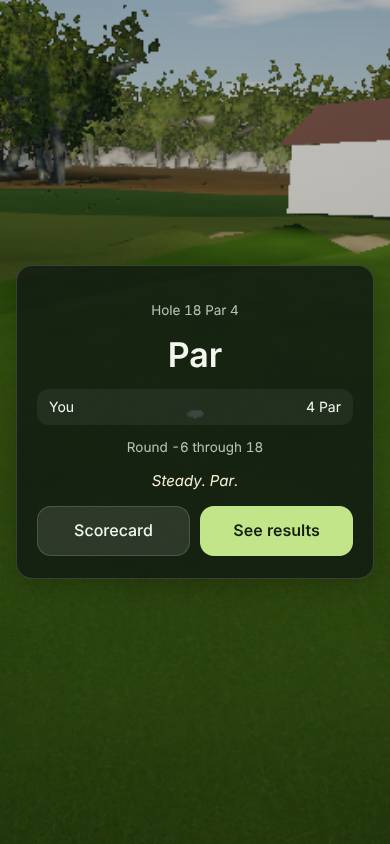 Hole 18 Par 4
Par
You 4 Par
Round -6 through 18
Steady. Par.
Scorecard See results